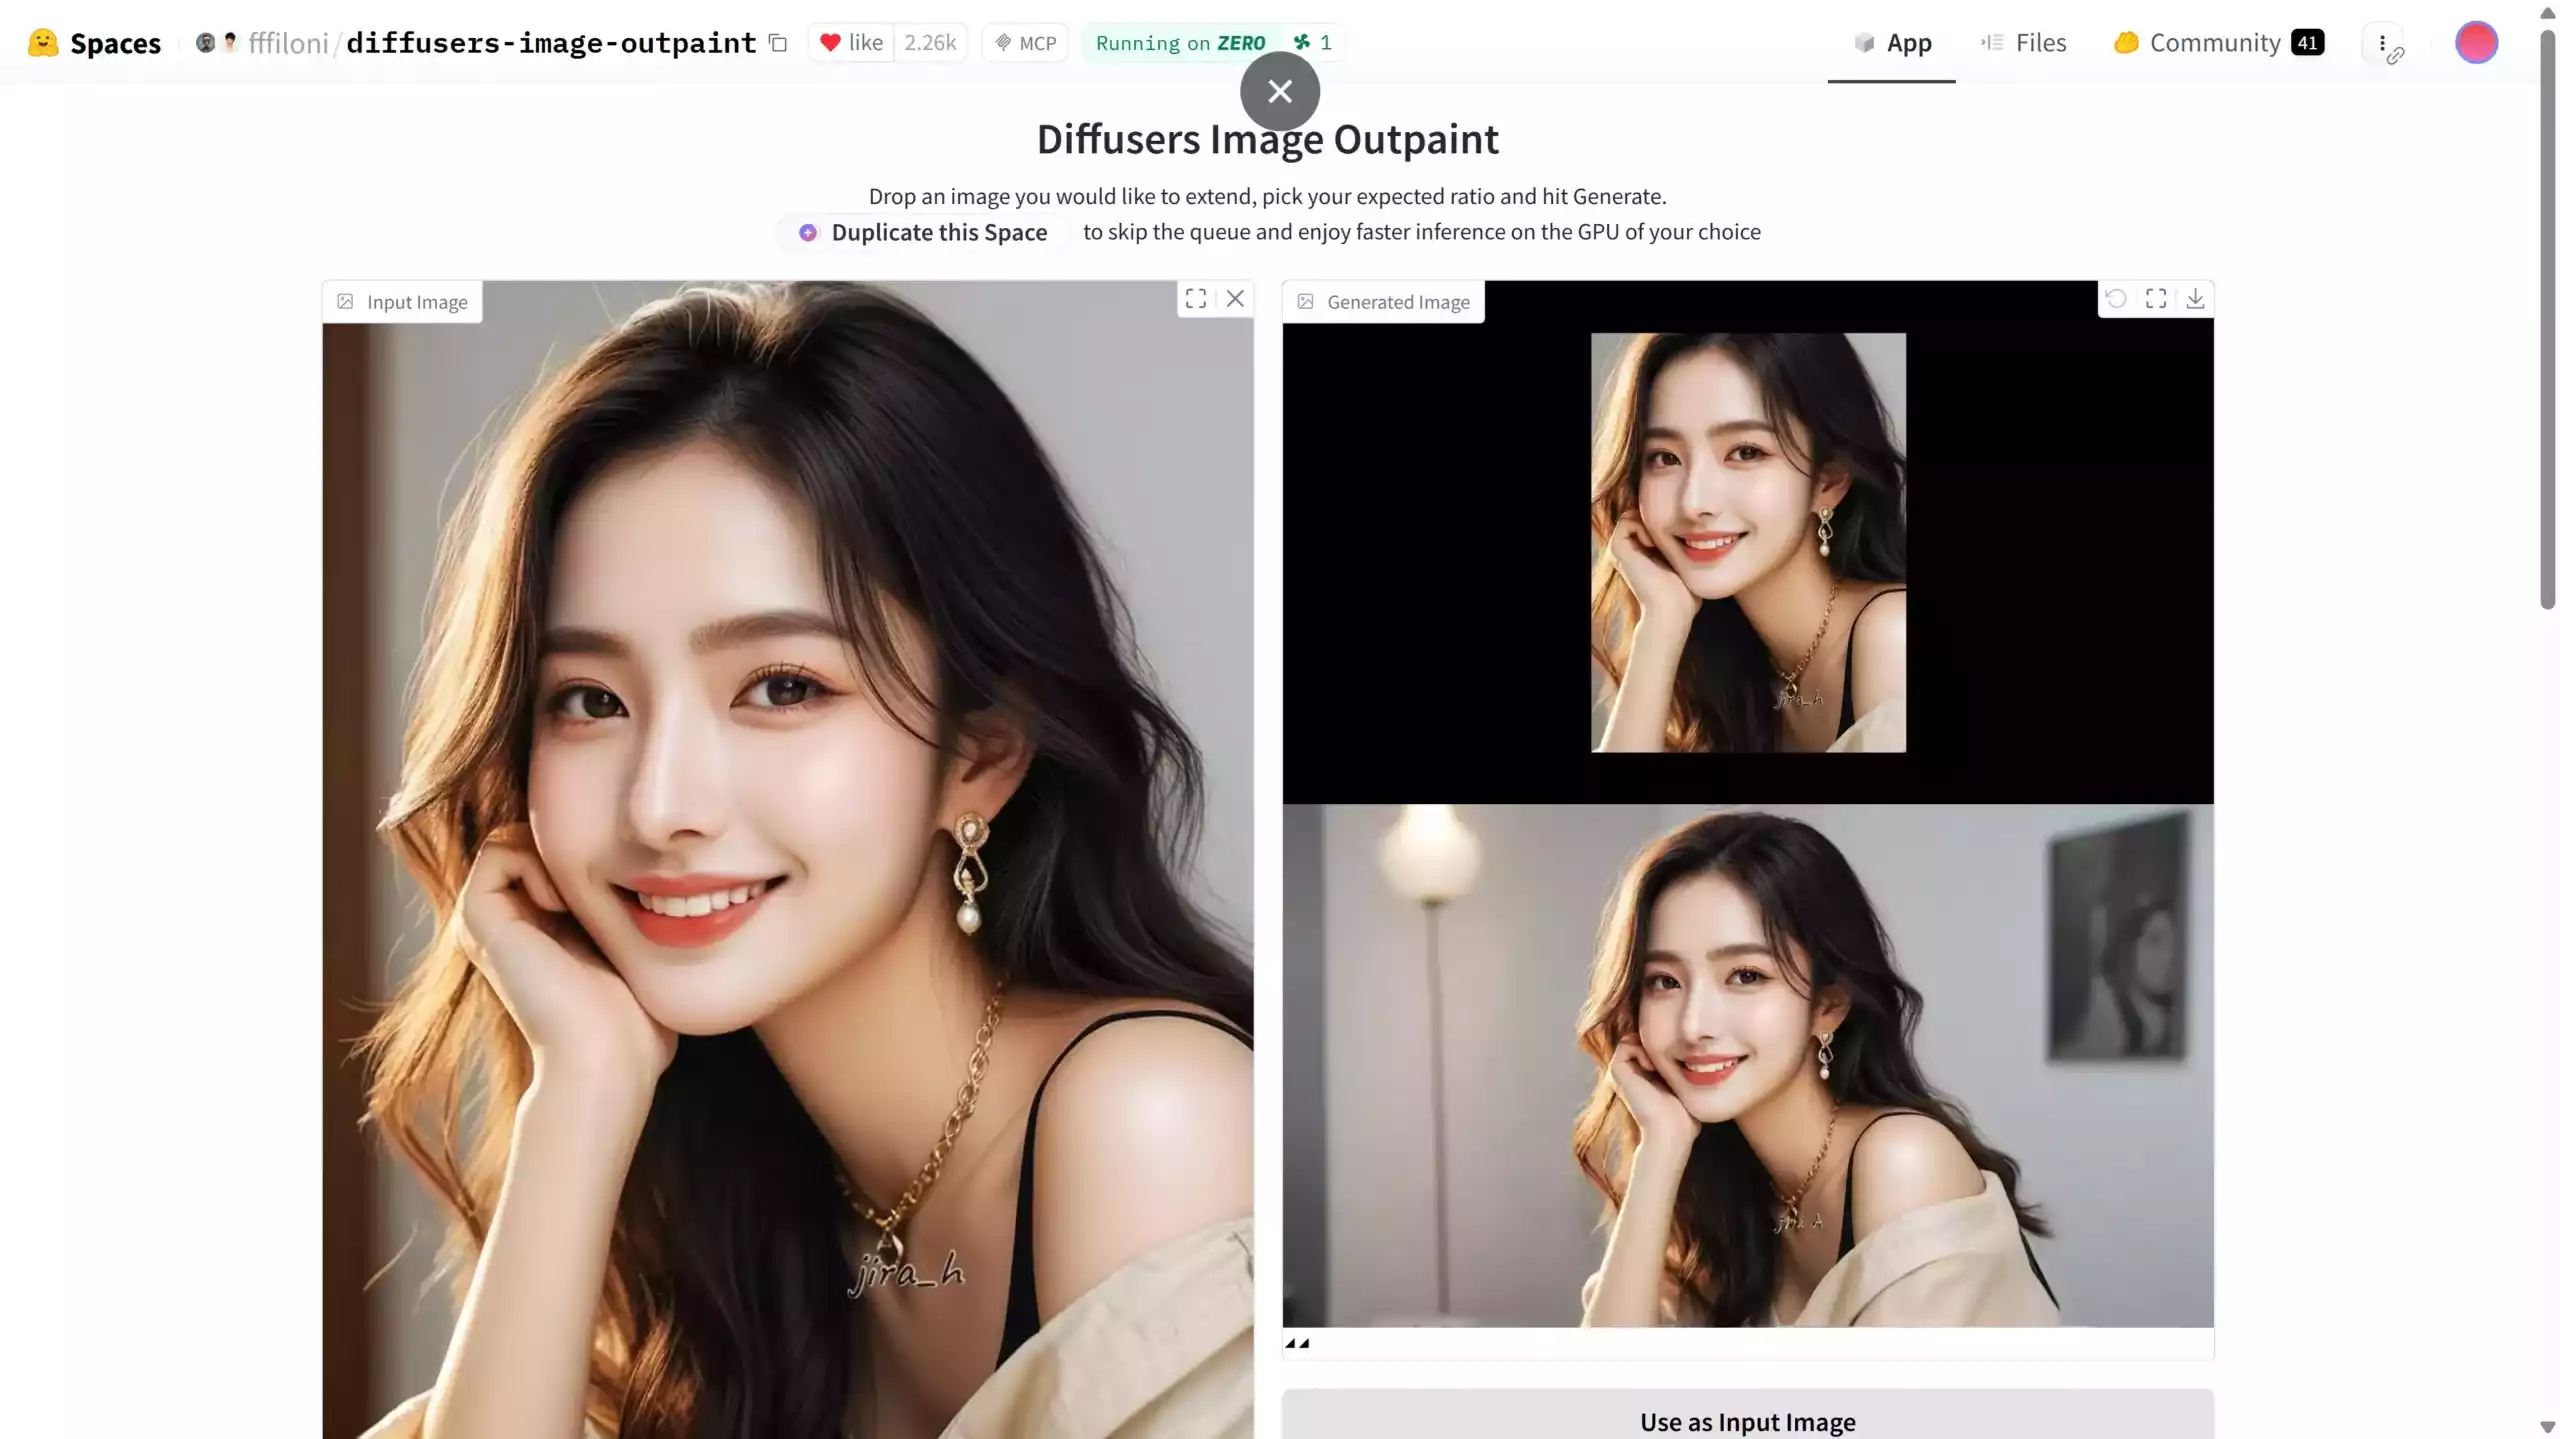 Spaces
fffiloni/diffusers-image-outpaint
like 2.26k
MCP
Running on ZERO 1
App
Files
Community 41
Diffusers Image Outpaint
Drop an image you would like to extend, pick your expected ratio and hit Generate.
Duplicate this Space to skip the queue and enjoy faster inference on the GPU of your choice
Input Image
Generated Image
jira_h
jira_h
jira_h
Use as Input Image